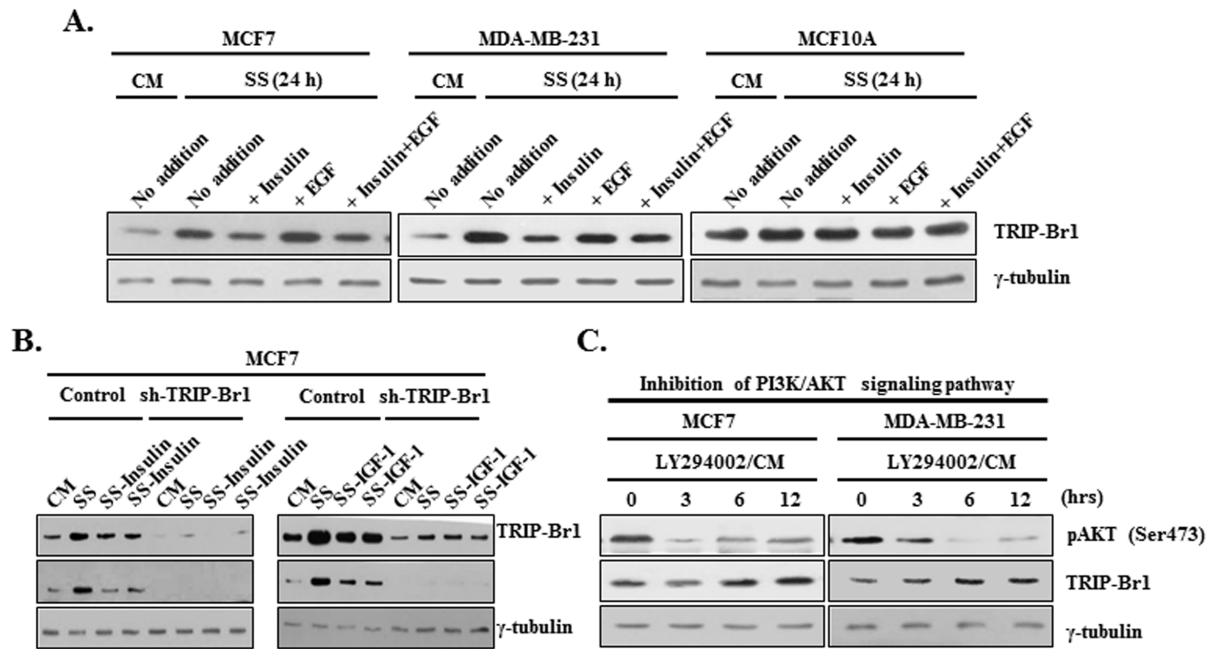 A.
MCF7 MDA-MB-231 MCF10A
CM SS (24 h) CM SS (24 h) CM SS (24 h)
No addition No addition + Insulin + EGF + Insulin+EGF No addition No addition + Insulin + EGF + Insulin+EGF No addition No addition + Insulin + EGF + Insulin+EGF
TRIP-Br1
γ-tubulin
B.
MCF7
Control sh-TRIP-Br1 Control sh-TRIP-Br1
CM SS SS-Insulin SS-Insulin CM SS SS-Insulin SS-Insulin CM SS SS-IGF-1 SS-IGF-1 CM SS SS-IGF-1 SS-IGF-1
TRIP-Br1
γ-tubulin
C.
Inhibition of PI3K/AKT signaling pathway
MCF7 MDA-MB-231
LY294002/CM LY294002/CM
0 3 6 12 0 3 6 12 (hrs)
pAKT (Ser473)
TRIP-Br1
γ-tubulin